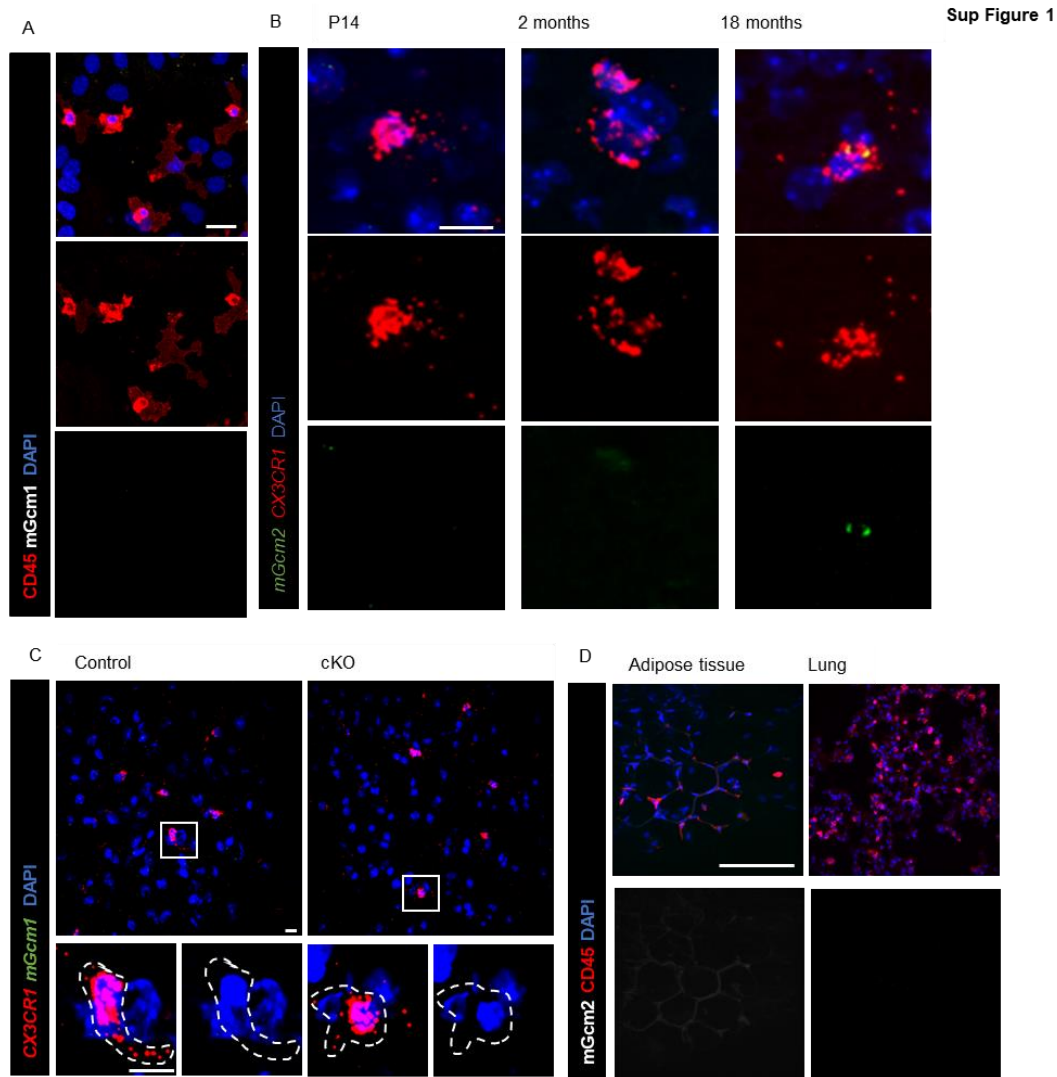 Sup Figure 1
A
CD45 mGcm1 DAPI
B
P14
2 months
18 months
mGcm2 CX3CR1 DAPI
C
Control
cKO
CX3CR1 mGcm1 DAPI
D
Adipose tissue
Lung
mGcm2 CD45 DAPI